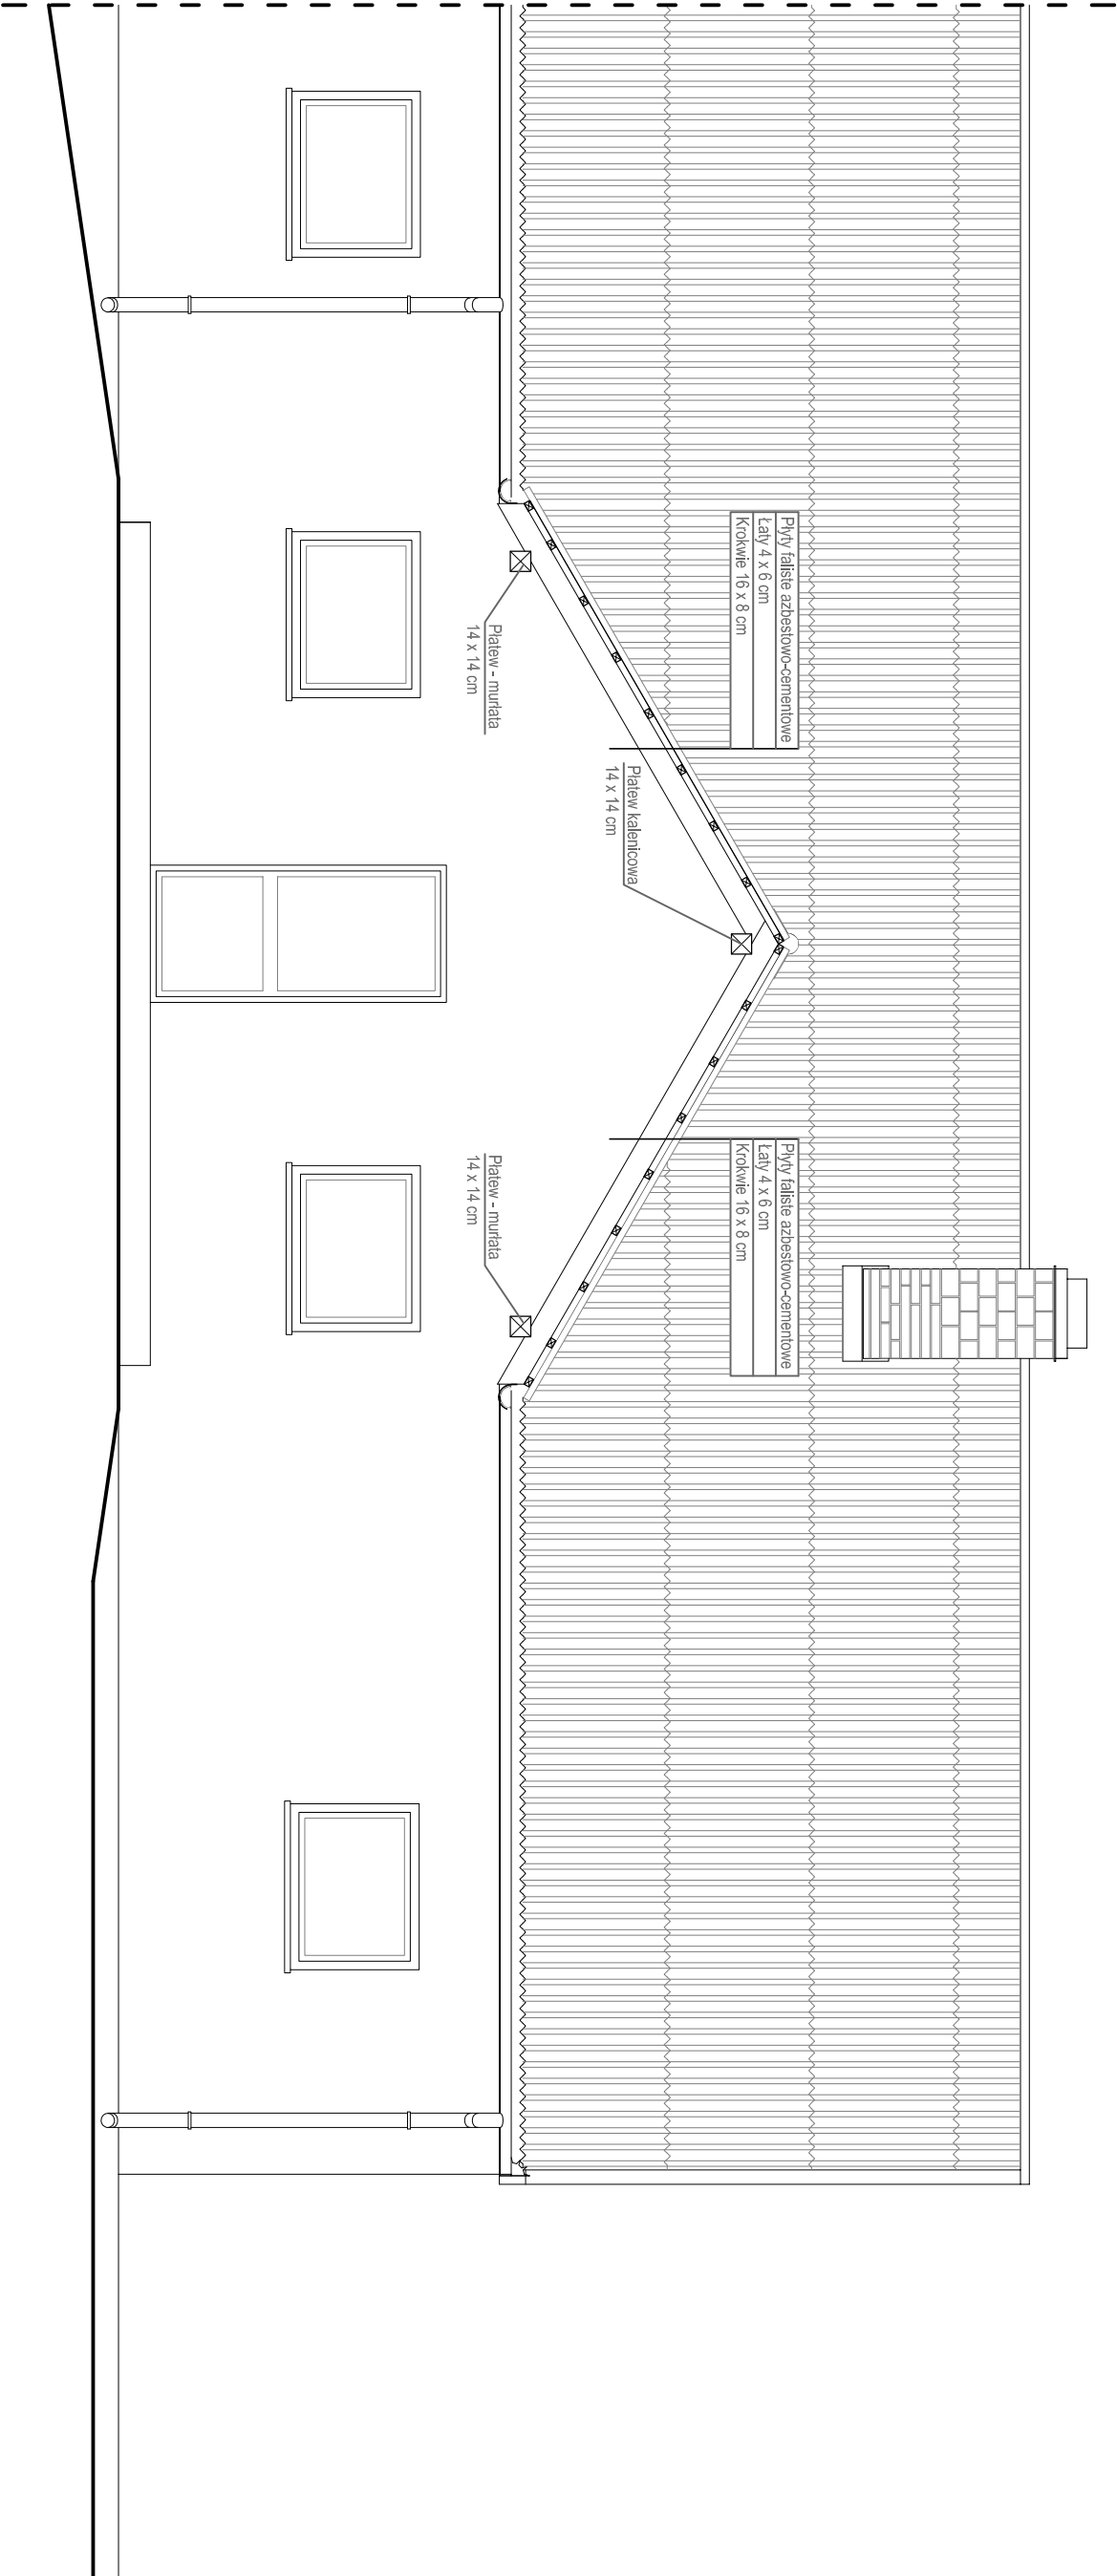 Płyty faliste azbestowo-cementowe
Łaty 4 x 6 cm
Krokwie 16 x 8 cm
Płyty faliste azbestowo-cementowe
Łaty 4 x 6 cm
Krokwie 16 x 8 cm
Płatew kalenicowa
14 x 14 cm
Płatew - murłata
14 x 14 cm
Płatew - murłata
14 x 14 cm